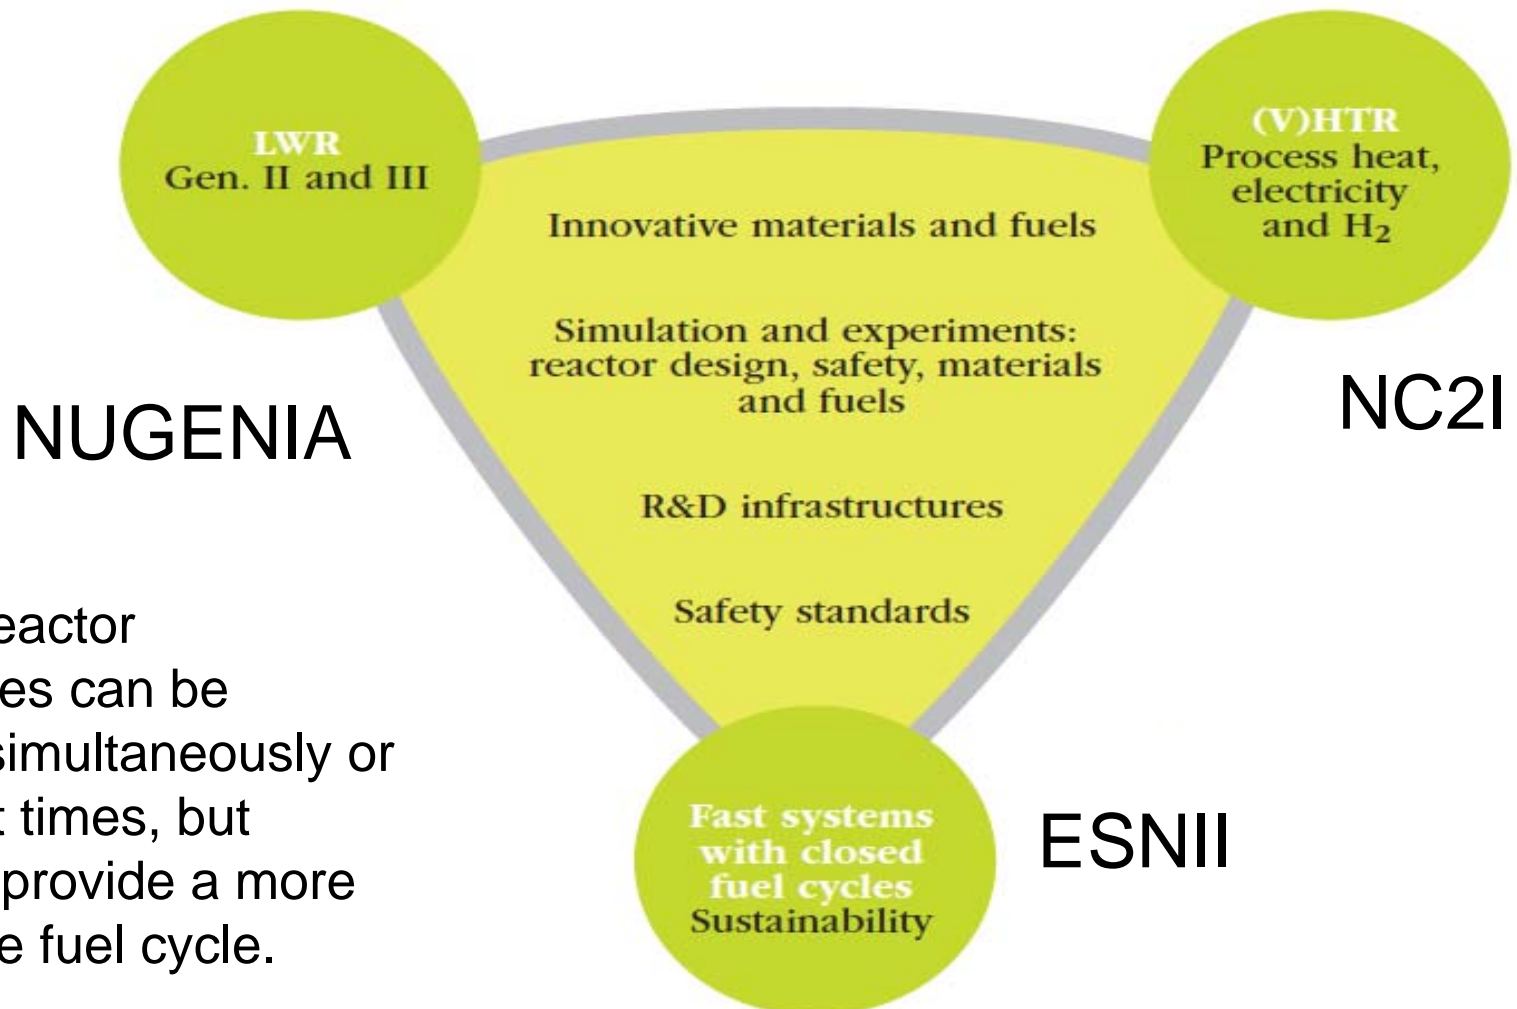 LWR
Gen. II and III
(V)HTR
Process heat,
electricity
and H₂
Innovative materials and fuels
Simulation and experiments:
reactor design, safety, materials
and fuels
R&D infrastructures
Safety standards
NUGENIA
NC2I
simultaneously or
times, but
provide a more
fuel cycle.
can be
Fast systems
with closed
fuel cycles
Sustainability
ESNII